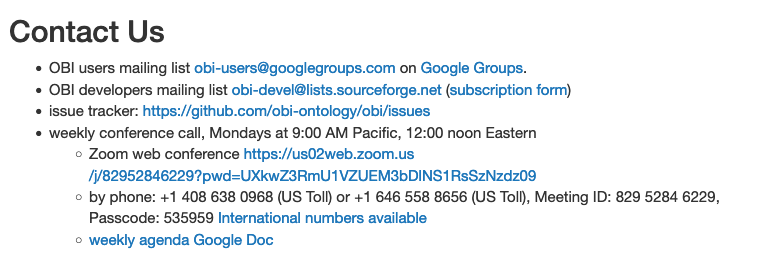 Contact Us
• OBI users mailing list obi-users@googlegroups.com on Google Groups.
• OBI developers mailing list obi-devel@lists.sourceforge.net (subscription form)
• issue tracker: https://github.com/obi-ontology/obi/issues
• weekly conference call, Mondays at 9:00 AM Pacific, 12:00 noon Eastern
◦ Zoom web conference https://us02web.zoom.us
/j/82952846229?pwd=UXkwZ3RmU1VZUEM3bDlNS1RsSzNzdz09
◦ by phone: +1 408 638 0968 (US Toll) or +1 646 558 8656 (US Toll), Meeting ID: 829 5284 6229,
Passcode: 535959 International numbers available
◦ weekly agenda Google Doc